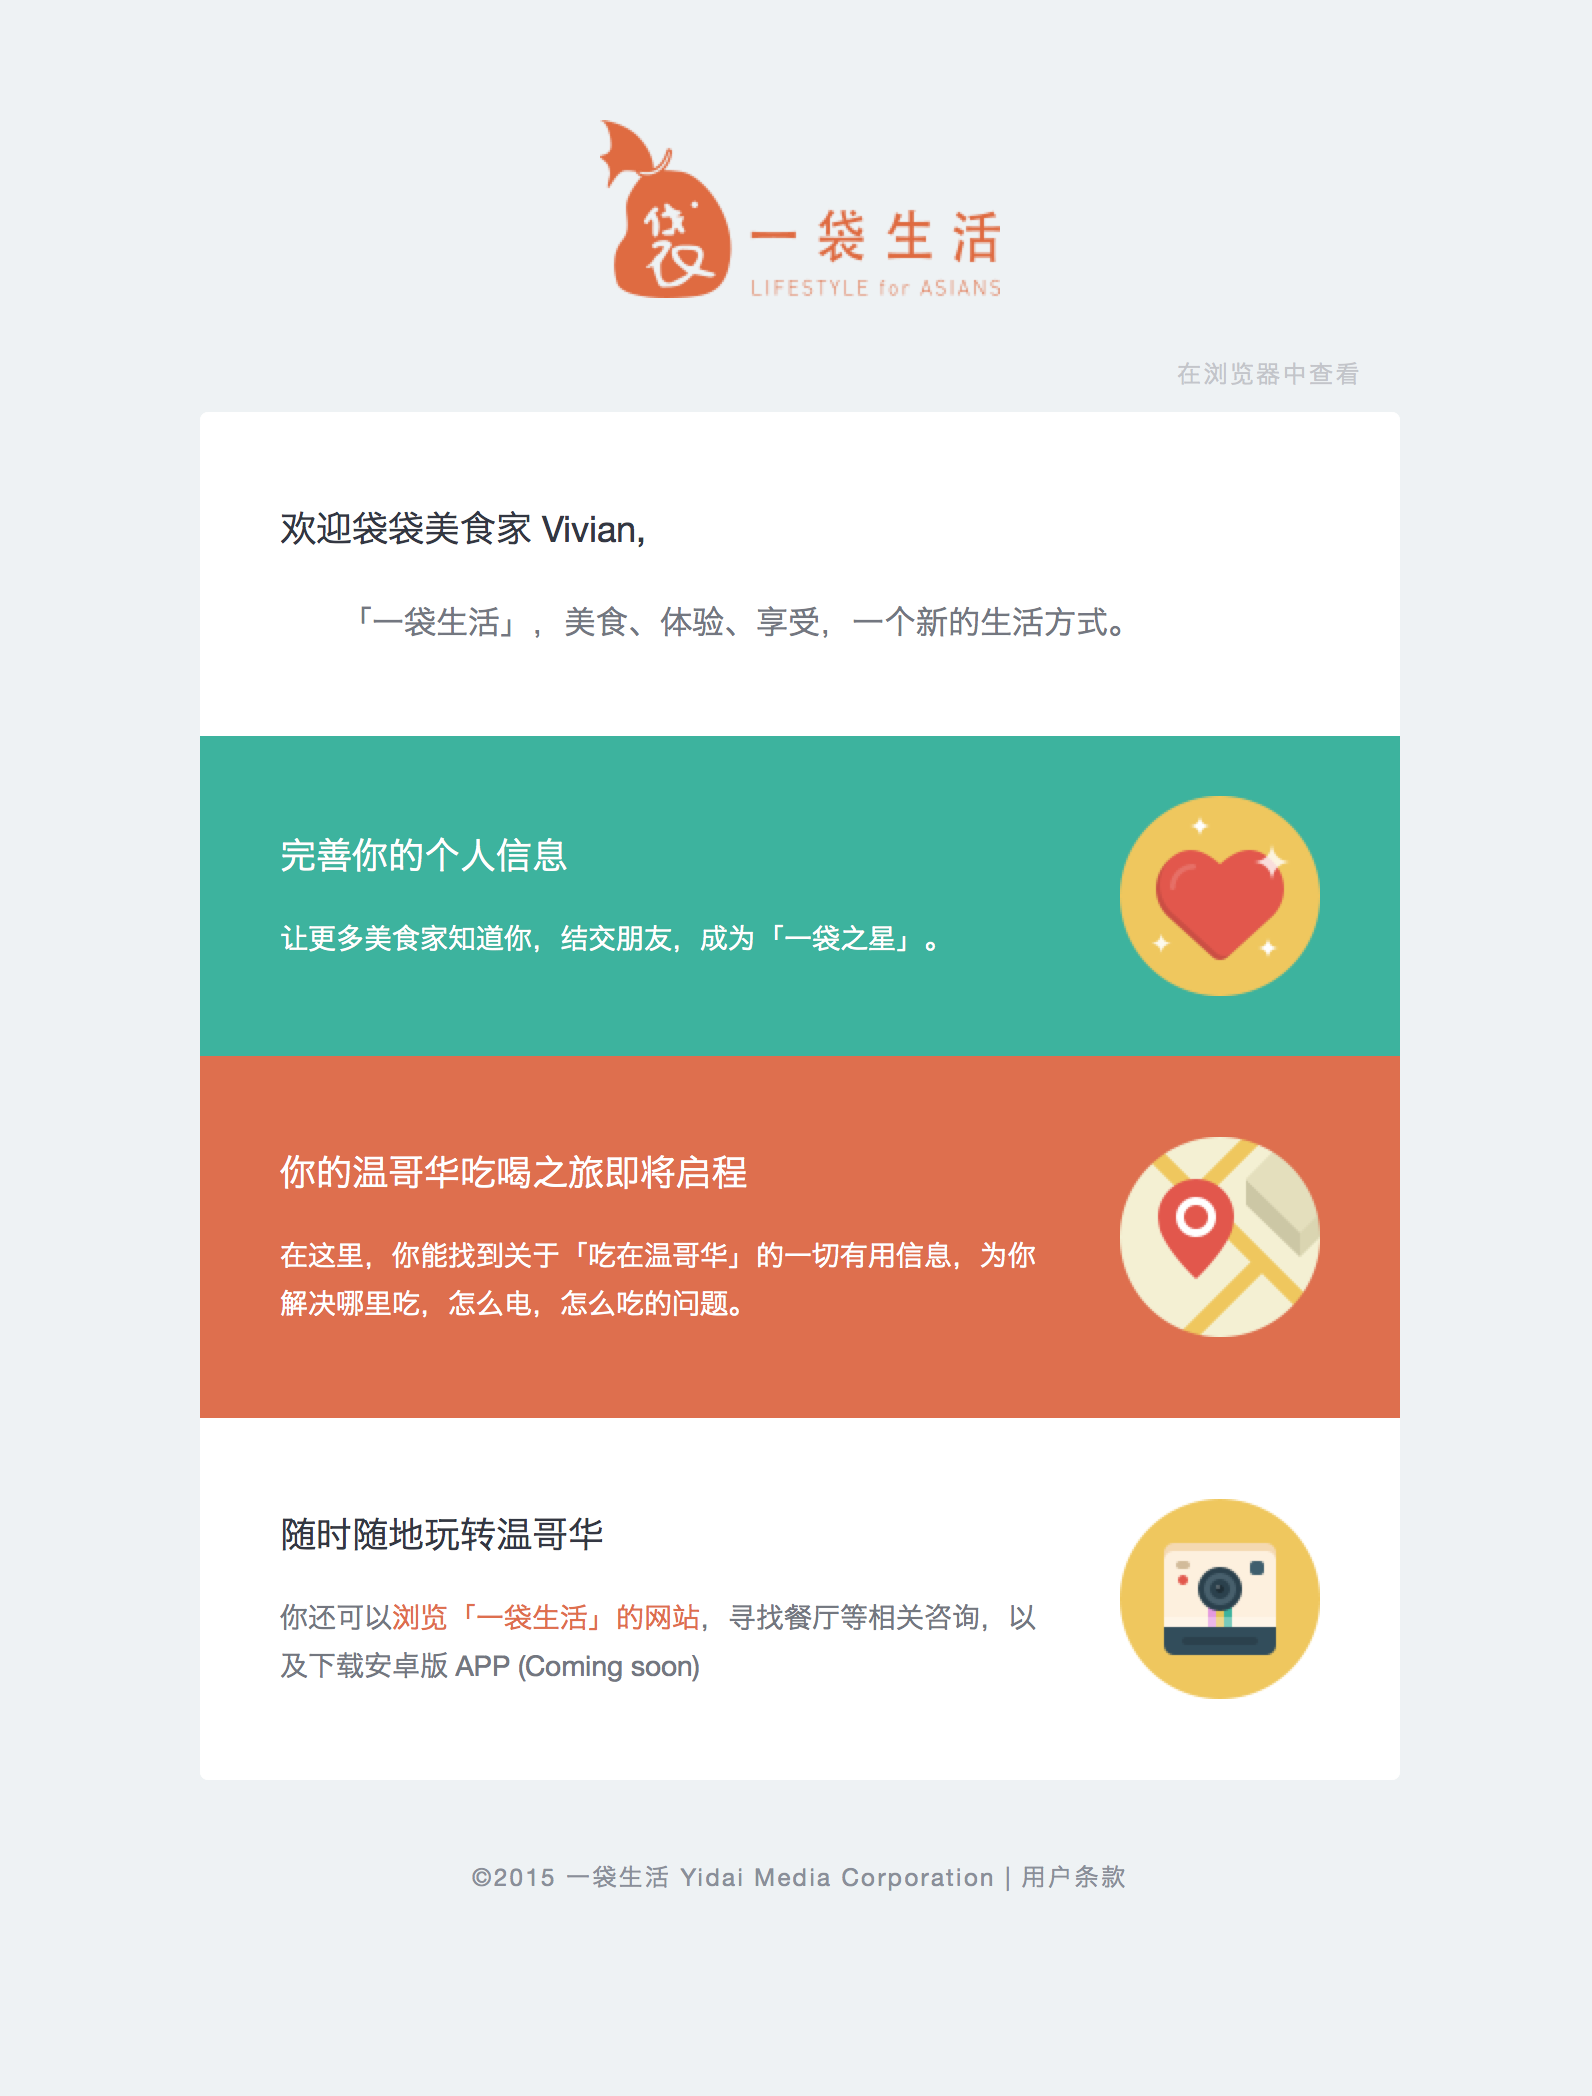 袋
一袋生活
LIFESTYLE for ASIANS
在浏览器中查看
欢迎袋袋美食家 Vivian,
「一袋生活」，美食、体验、享受，一个新的生活方式。
完善你的个人信息
让更多美食家知道你，结交朋友，成为「一袋之星」。
你的温哥华吃喝之旅即将启程
在这里，你能找到关于「吃在温哥华」的一切有用信息，为你
解决哪里吃，怎么电，怎么吃的问题。
随时随地玩转温哥华
你还可以浏览「一袋生活」的网站，寻找餐厅等相关咨询，以
及下载安卓版 APP (Coming soon)
©2015 一袋生活 Yidai Media Corporation | 用户条款